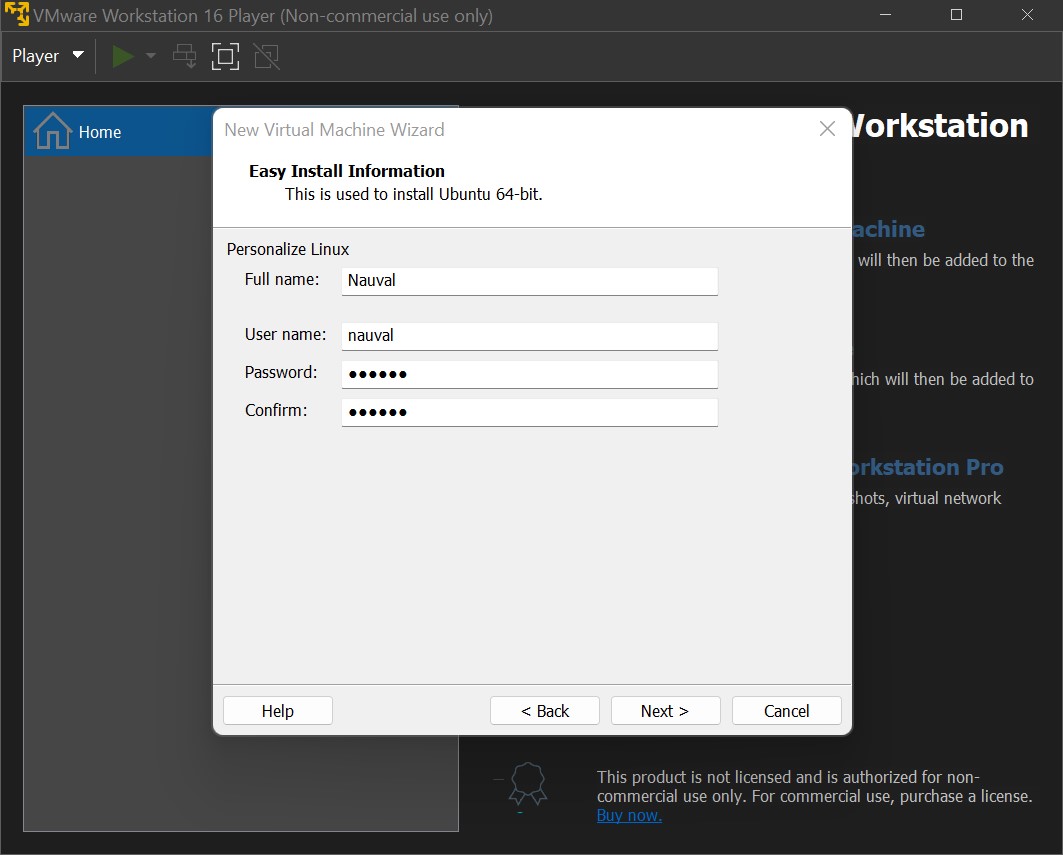 VMware Workstation 16 Player (Non-commercial use only)
Player
Home
New Virtual Machine Wizard
Easy Install Information
This is used to install Ubuntu 64-bit.
Personalize Linux
Full name: Nauval
User name: nauval
Password: ●●●●●●
Confirm: ●●●●●●
Help
< Back
Next >
Cancel
orkstation
achine
will then be added to the
hich will then be added to
orkstation Pro
shots, virtual network
This product is not licensed and is authorized for non-
commercial use only. For commercial use, purchase a license.
Buy now.